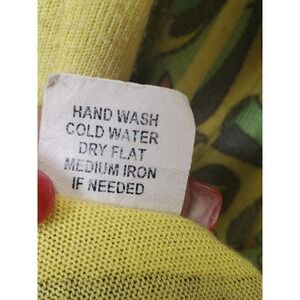 HAND WASH
COLD WATER
DRY FLAT
MEDIUM IRON
IF NEEDED